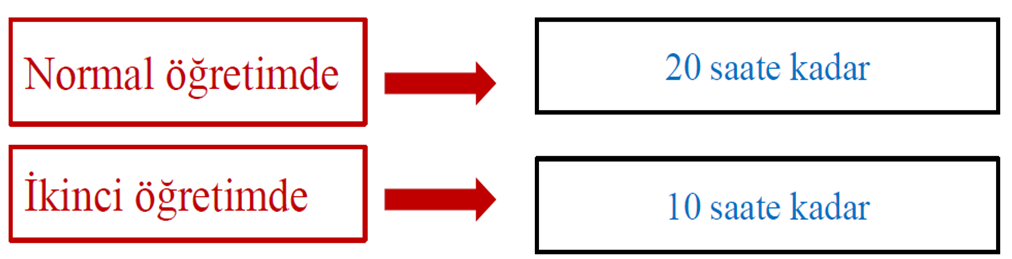 Normal öğretimde
20 saate kadar
İkinci öğretimde
10 saate kadar